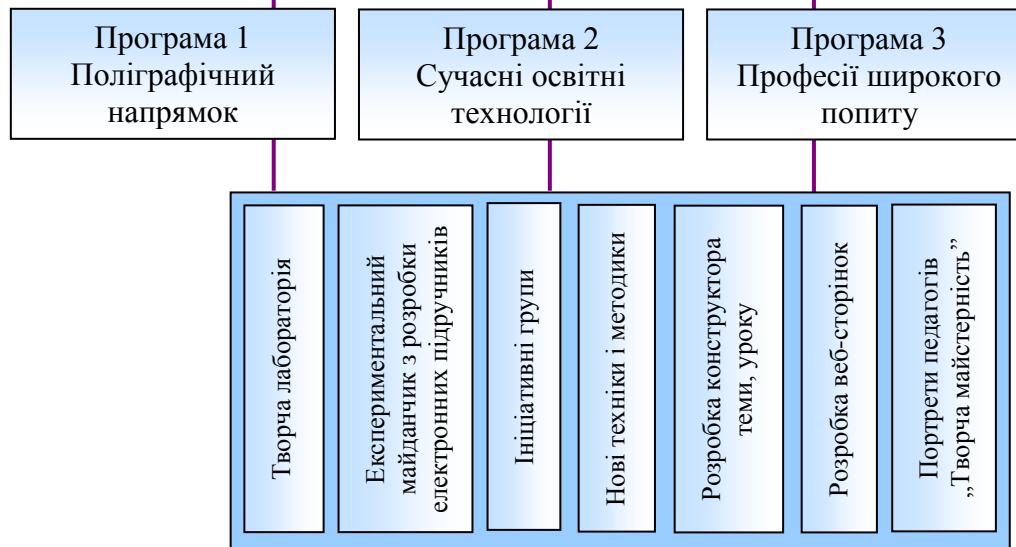 Програма 1
Поліграфічний
напрямок
Програма 2
Сучасні освітні
технології
Програма 3
Професії широкого
попиту
Творча лабораторія
Експериментальний
майданчик з розробки
електронних підручників
Ініціативні групи
Нові техніки і методики
Розробка конструктора
теми, уроку
Розробка веб-сторінок
Портрети педагогів
„Творча майстерність”